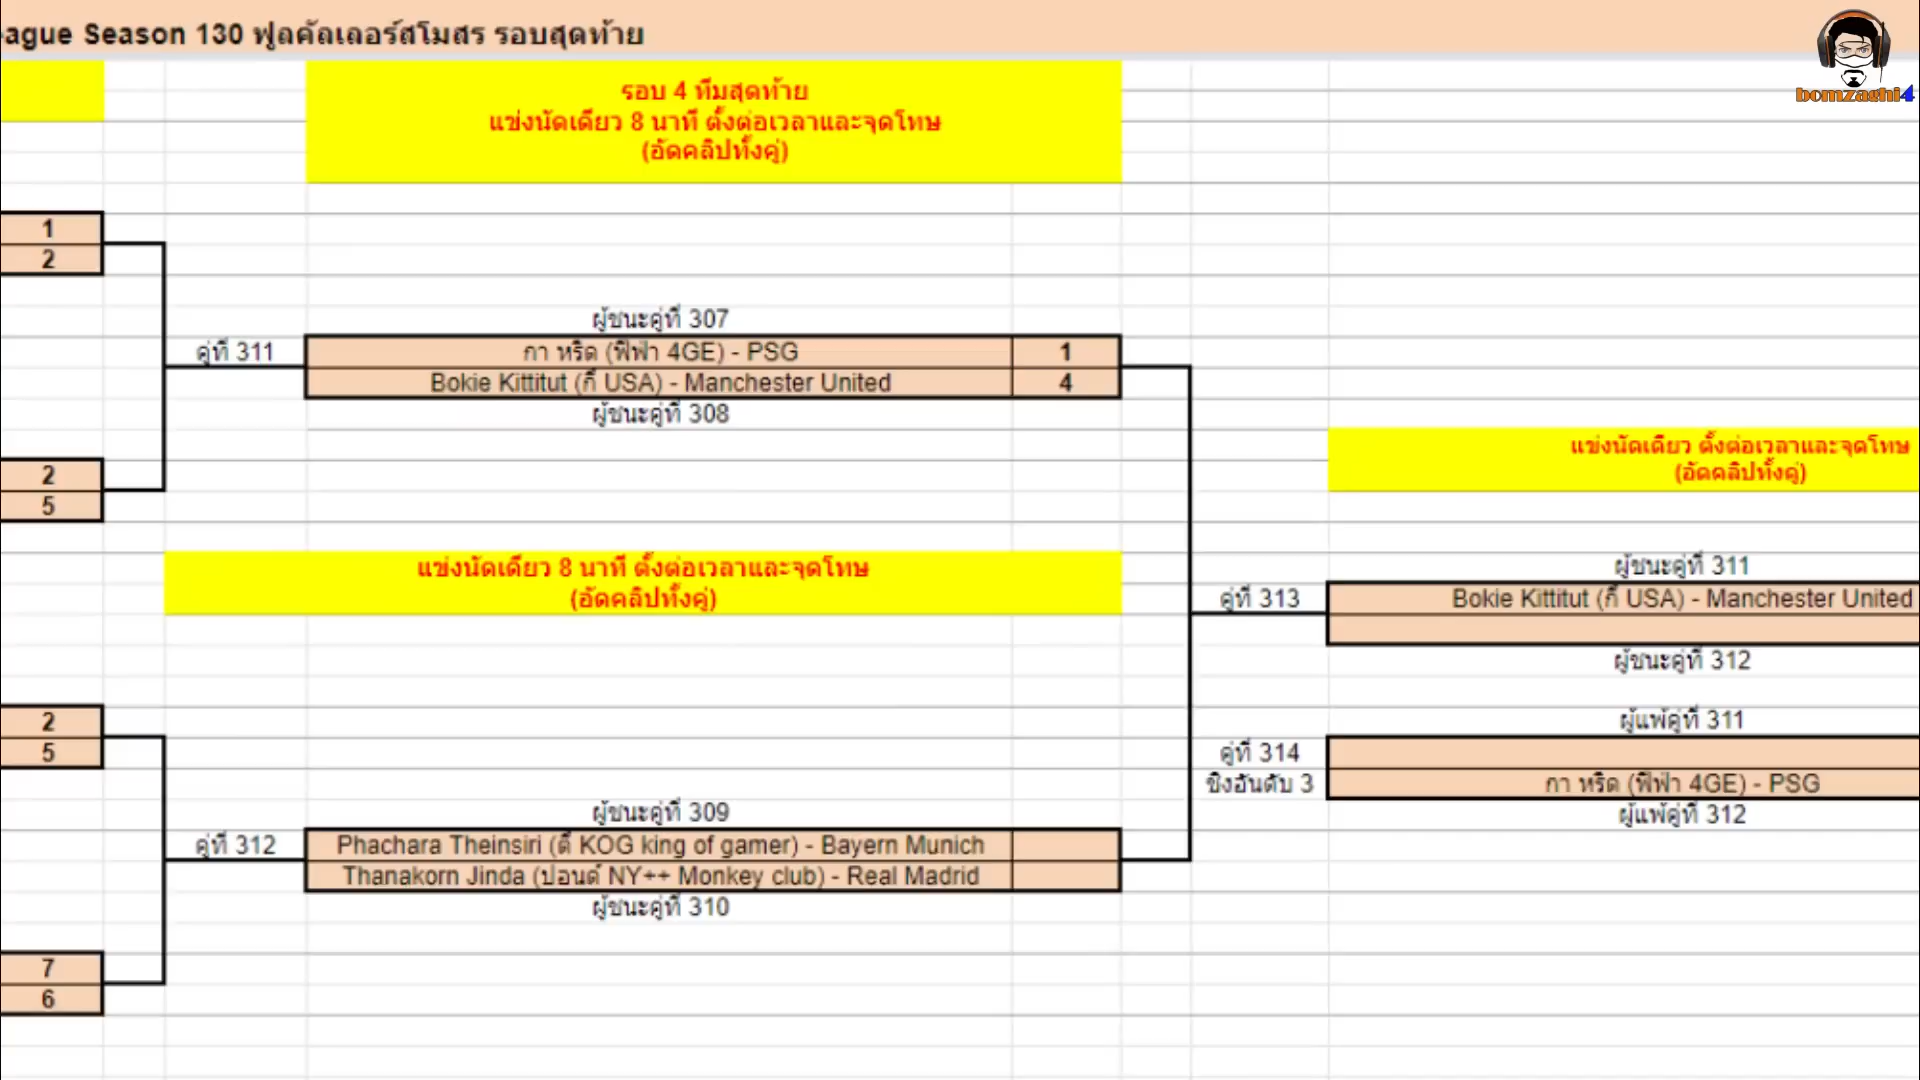 ague Season 130 ฟูลคัลเลอร์สโมสร รอบสุดท้าย
bomzaghi4
รอบ 4 ทีมสุดท้าย
แข่งนัดเดียว 8 นาที ตั้งต่อเวลาและจุดโทษ
(อัดคลิปทั้งคู่)
1
2
ผู้ชนะคู่ที่ 307
คู่ที่ 311
กา หริด (ฟีฟ่า 4GE) - PSG 1
Bokie Kittitut (กี้ USA) - Manchester United 4
ผู้ชนะคู่ที่ 308
2
5
แข่งนัดเดียว ตั้งต่อเวลาและจุดโทษ
(อัดคลิปทั้งคู่)
แข่งนัดเดียว 8 นาที ตั้งต่อเวลาและจุดโทษ
(อัดคลิปทั้งคู่)
ผู้ชนะคู่ที่ 311
คู่ที่ 313
Bokie Kittitut (กี้ USA) - Manchester United
ผู้ชนะคู่ที่ 312
2
5
ผู้แพ้คู่ที่ 311
คู่ที่ 314
ชิงอันดับ 3
กา หริด (ฟีฟ่า 4GE) - PSG
ผู้แพ้คู่ที่ 312
ผู้ชนะคู่ที่ 309
คู่ที่ 312
Phachara Theinsiri (ตี๋ KOG king of gamer) - Bayern Munich
Thanakorn Jinda (ปอนด์ NY++ Monkey club) - Real Madrid
ผู้ชนะคู่ที่ 310
7
6